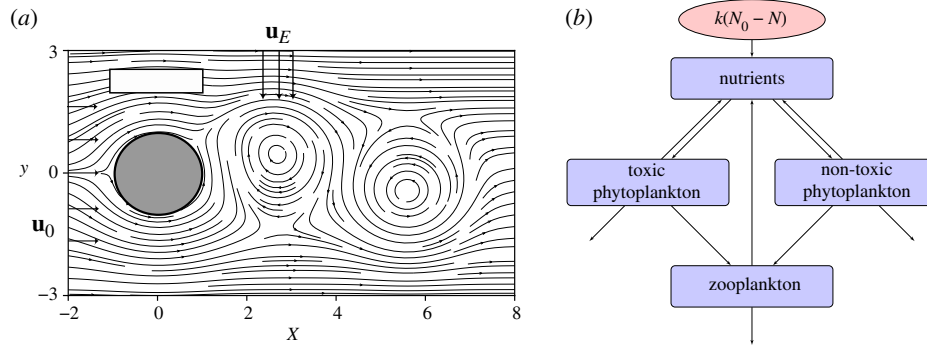 (a)
u_E
3
y
0
u_0
−3
−2
0
2
4
6
8
X
(b)
k(N_0 − N)
nutrients
toxic
phytoplankton
non-toxic
phytoplankton
zooplankton